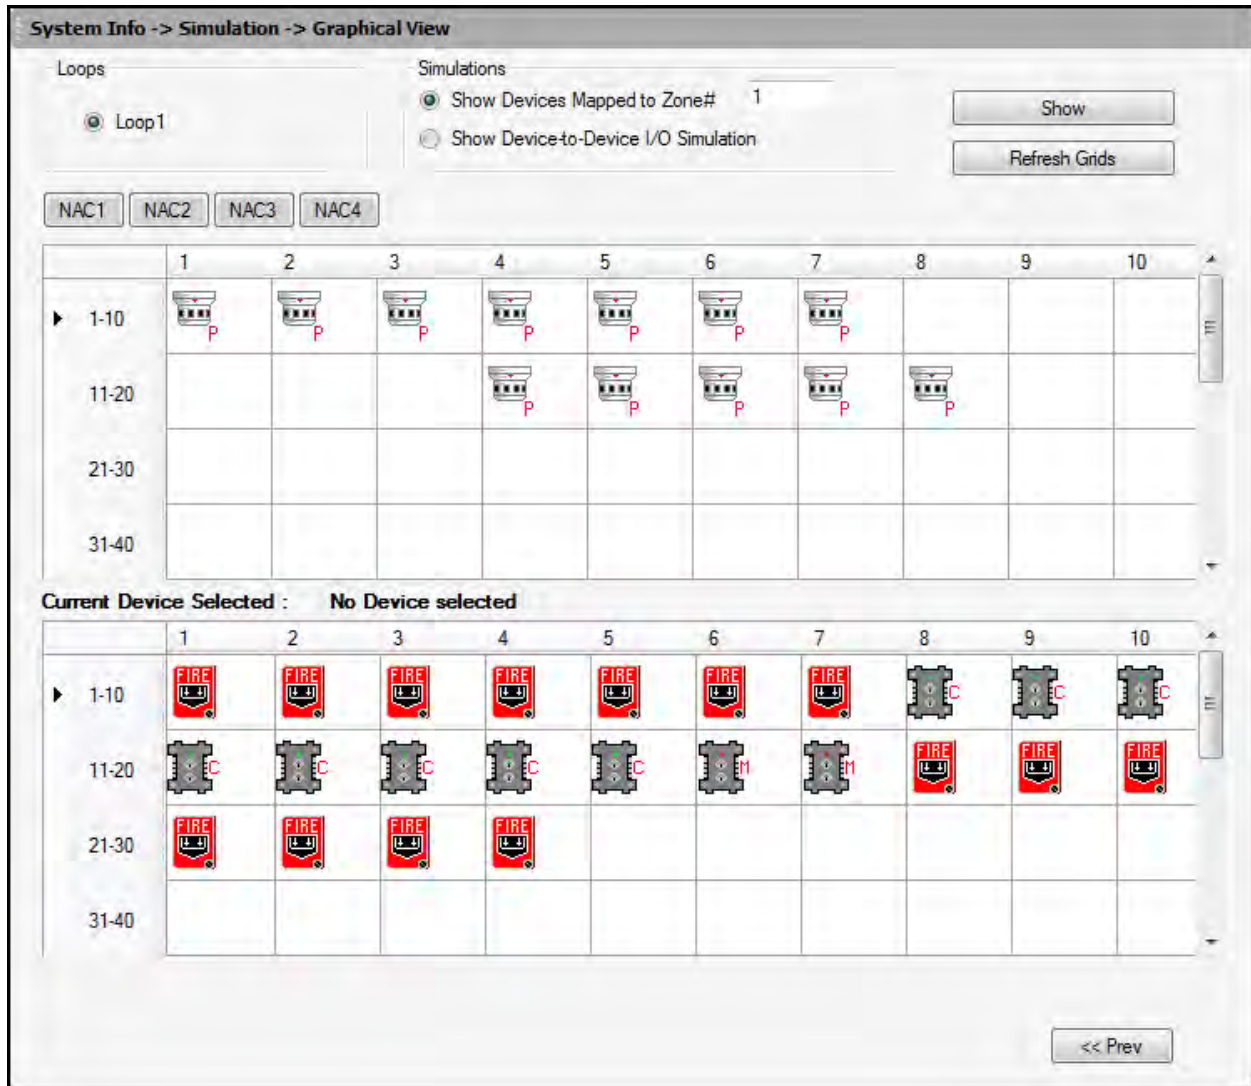 System Info -> Simulation -> Graphical View
Loops
Simulations
Loop1
Show Devices Mapped to Zone# 1
Show
Show Device-to-Device I/O Simulation
Refresh Grids
NAC1 NAC2 NAC3 NAC4
1 2 3 4 5 6 7 8 9 10
1-10 P P P P P P P
11-20 P P P P P
21-30
31-40
Current Device Selected : No Device selected
1 2 3 4 5 6 7 8 9 10
1-10 FIRE FIRE FIRE FIRE FIRE FIRE FIRE C C C
11-20 C C C C C M M FIRE FIRE FIRE
21-30 FIRE FIRE FIRE FIRE
31-40
<< Prev